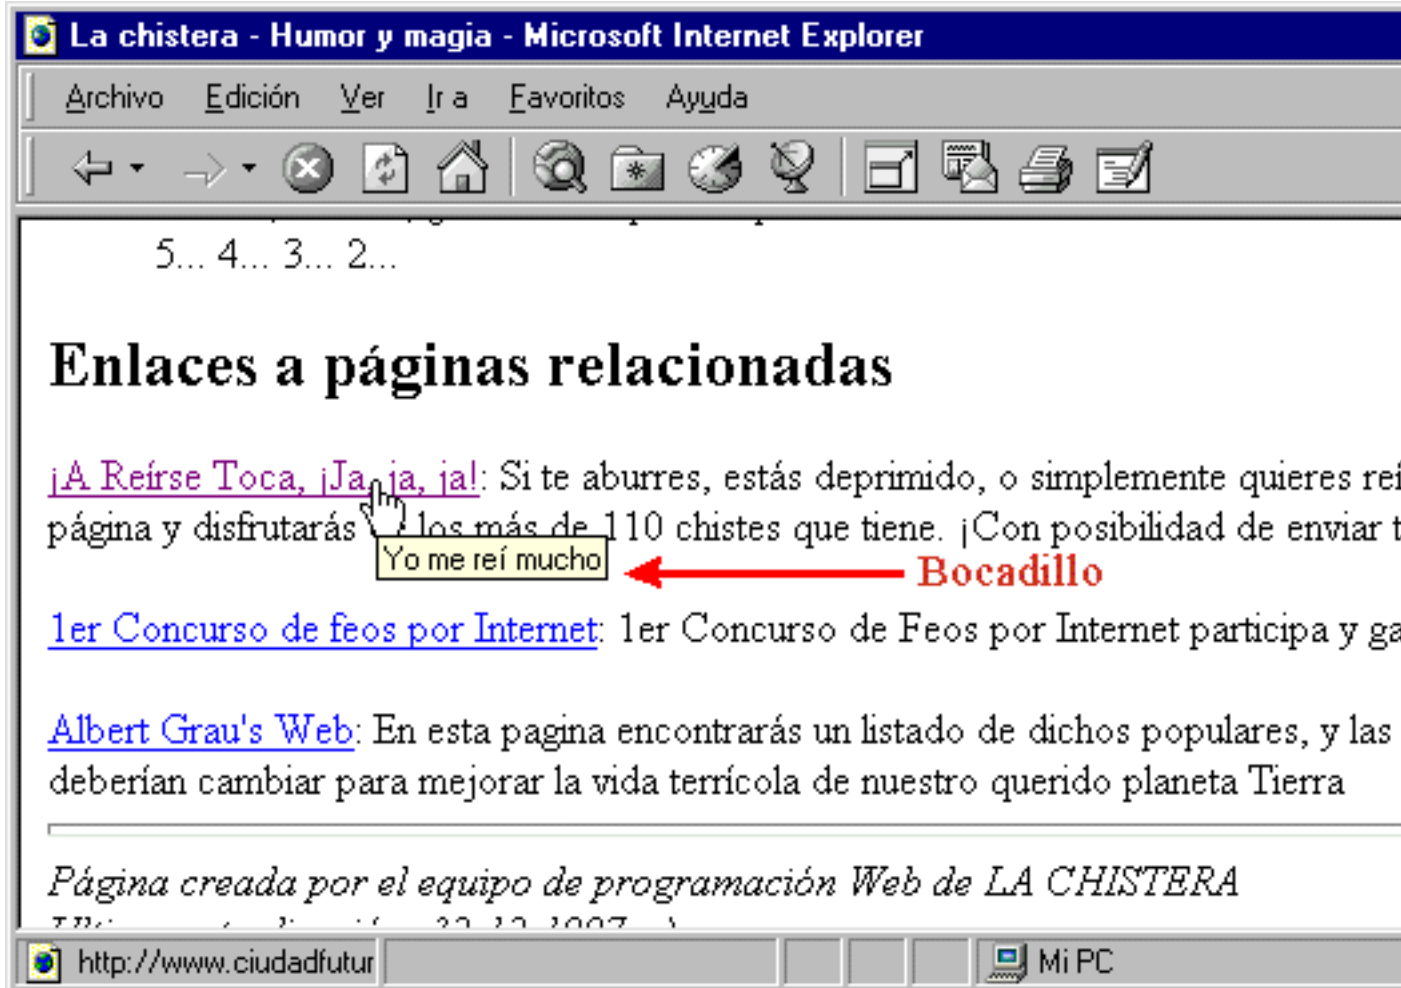 La chistera - Humor y magia - Microsoft Internet Explorer
Archivo Edición Ver Ir a Favoritos Ayuda
5... 4... 3... 2...
Enlaces a páginas relacionadas
¡A Reírse Toca, ¡Ja, ja, ja!: Si te aburres, estás deprimido, o simplemente quieres reí
página y disfrutarás los más de 110 chistes que tiene. ¡Con posibilidad de enviar t
Yo me reí mucho
Bocadillo
1er Concurso de feos por Internet: 1er Concurso de Feos por Internet participa y ga
Albert Grau's Web: En esta pagina encontrarás un listado de dichos populares, y las
deberían cambiar para mejorar la vida terrícola de nuestro querido planeta Tierra
Página creada por el equipo de programación Web de LA CHISTERA
http://www.ciudadfutur
Mi PC